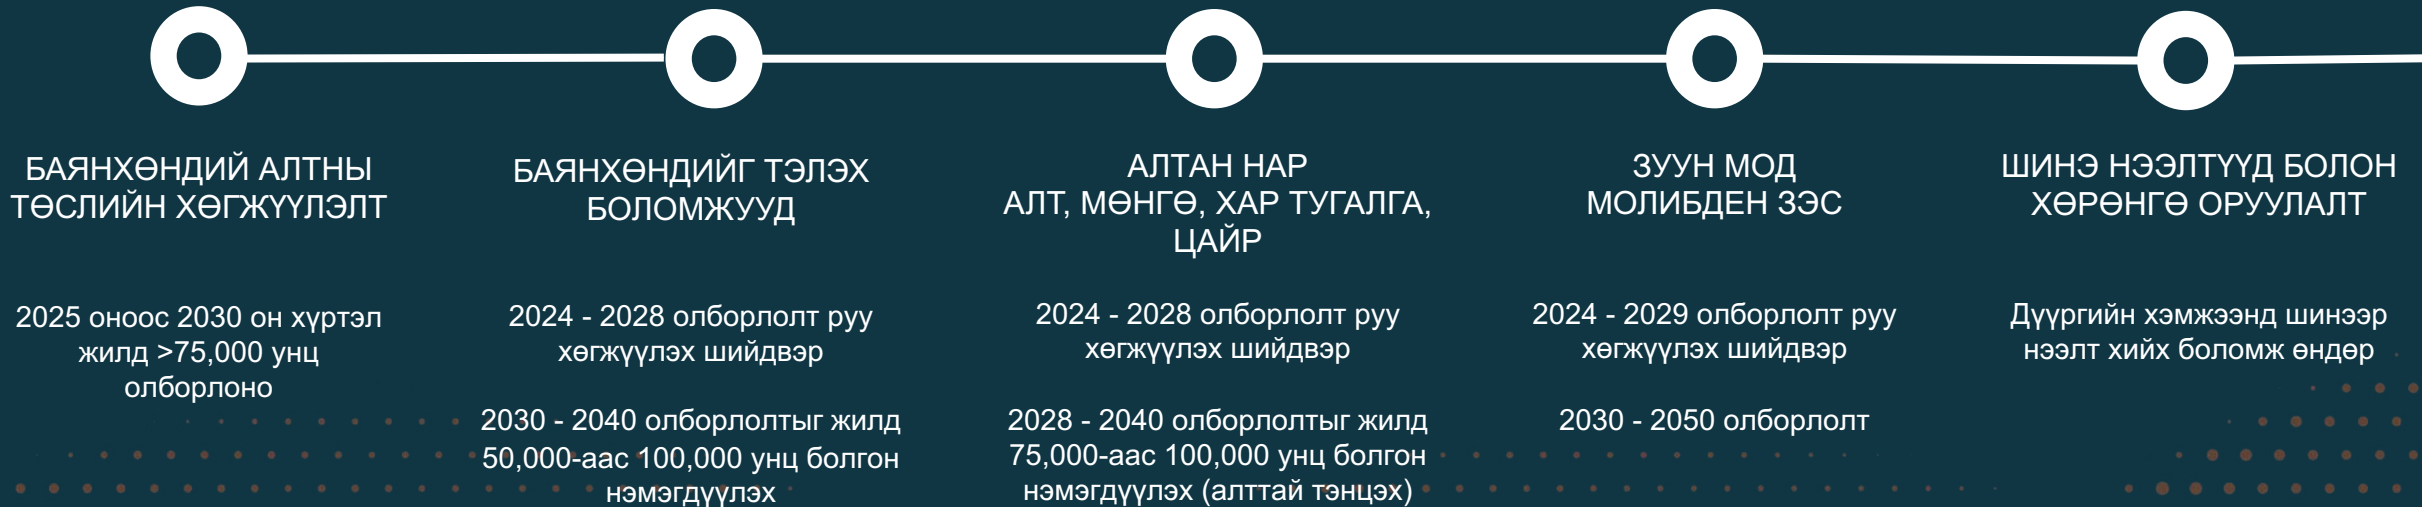 БАЯНХӨНДИЙ АЛТНЫ
ТӨСЛИЙН ХӨГЖҮҮЛЭЛТ
2025 оноос 2030 он хүртэл
жилд >75,000 унц
олборлоно
БАЯНХӨНДИЙГ ТЭЛЭХ
БОЛОМЖУУД
2024 - 2028 олборлолт руу
хөгжүүлэх шийдвэр
2030 - 2040 олборлолтыг жилд
50,000-аас 100,000 унц болгон
нэмэгдүүлэх
АЛТАН НАР
АЛТ, МӨНГӨ, ХАР ТУГАЛГА,
ЦАЙР
2024 - 2028 олборлолт руу
хөгжүүлэх шийдвэр
2028 - 2040 олборлолтыг жилд
75,000-аас 100,000 унц болгон
нэмэгдүүлэх (алттай тэнцэх)
ЗУУН МОД
МОЛИБДЕН ЗЭС
2024 - 2029 олборлолт руу
хөгжүүлэх шийдвэр
2030 - 2050 олборлолт
ШИНЭ НЭЭЛТҮҮД БОЛОН
ХӨРӨНГӨ ОРУУЛАЛТ
Дүүргийн хэмжээнд шинээр
нээлт хийх боломж өндөр